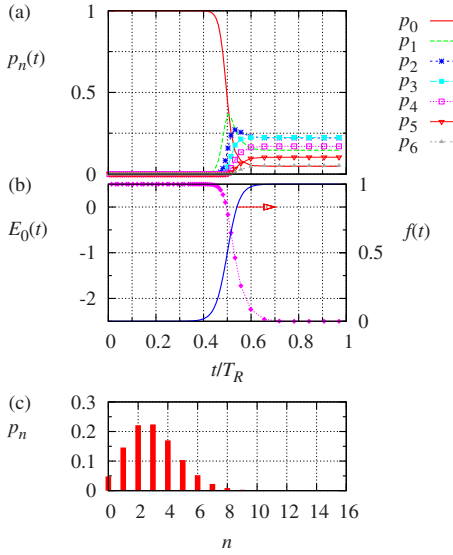 (a)
1
p_n(t)
0.5
0
p_0
p_1
p_2
p_3
p_4
p_5
p_6
(b)
0
E_0(t)
-1
-2
1
0.5
0
f(t)
0 0.2 0.4 0.6 0.8 1
t/T_R
(c)
0.3
p_n
0.2
0.1
0
0 2 4 6 8 10 12 14 16
n